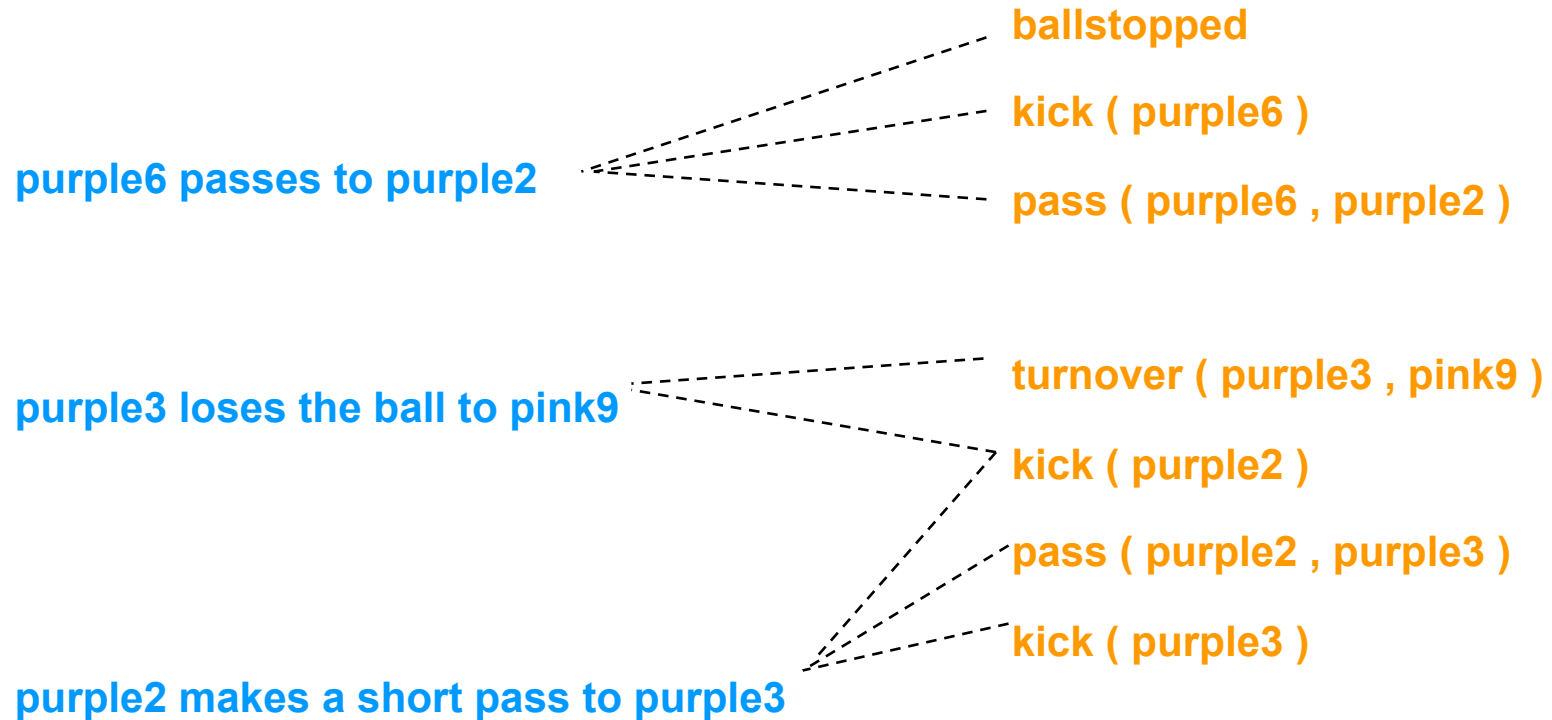 ballstopped
kick ( purple6 )
purple6 passes to purple2
pass ( purple6 , purple2 )
turnover ( purple3 , pink9 )
purple3 loses the ball to pink9
kick ( purple2 )
pass ( purple2 , purple3 )
kick ( purple3 )
purple2 makes a short pass to purple3